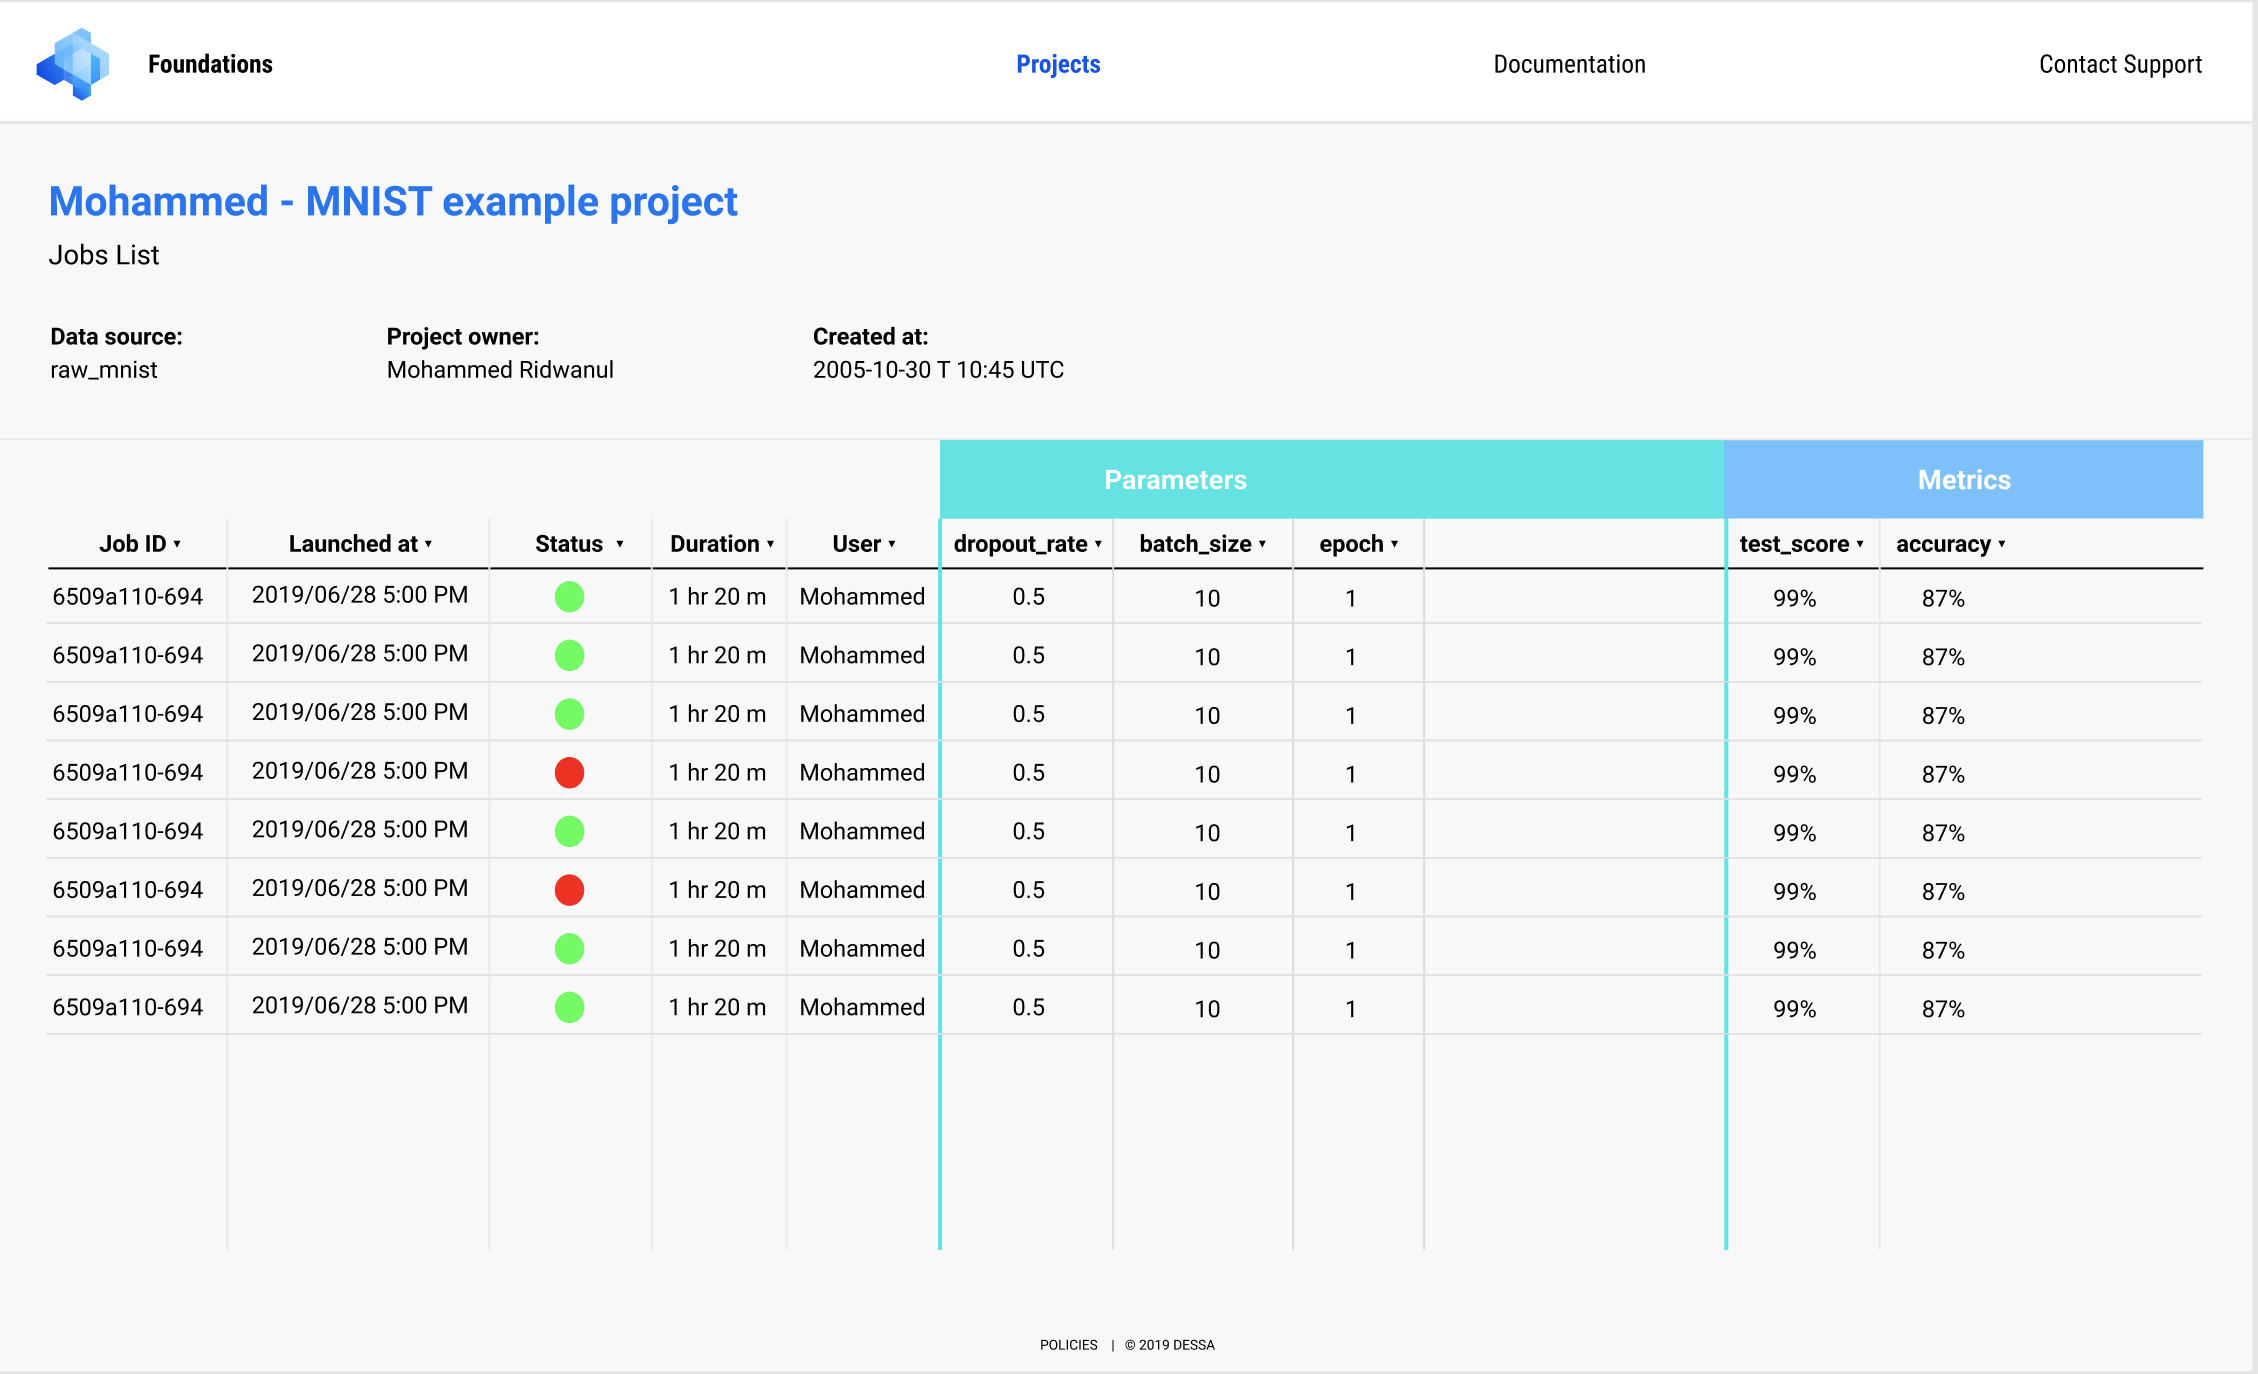 Foundations Projects Documentation Contact Support
Mohammed - MNIST example project
Jobs List
Data source: Project owner: Created at:
raw_mnist Mohammed Ridwanul 2005-10-30 T 10:45 UTC
Parameters Metrics
Job ID ▾ Launched at ▾ Status ▾ Duration ▾ User ▾ dropout_rate ▾ batch_size ▾ epoch ▾ test_score ▾ accuracy ▾
6509a110-694 2019/06/28 5:00 PM 1 hr 20 m Mohammed 0.5 10 1 99% 87%
6509a110-694 2019/06/28 5:00 PM 1 hr 20 m Mohammed 0.5 10 1 99% 87%
6509a110-694 2019/06/28 5:00 PM 1 hr 20 m Mohammed 0.5 10 1 99% 87%
6509a110-694 2019/06/28 5:00 PM 1 hr 20 m Mohammed 0.5 10 1 99% 87%
6509a110-694 2019/06/28 5:00 PM 1 hr 20 m Mohammed 0.5 10 1 99% 87%
6509a110-694 2019/06/28 5:00 PM 1 hr 20 m Mohammed 0.5 10 1 99% 87%
6509a110-694 2019/06/28 5:00 PM 1 hr 20 m Mohammed 0.5 10 1 99% 87%
6509a110-694 2019/06/28 5:00 PM 1 hr 20 m Mohammed 0.5 10 1 99% 87%
POLICIES | © 2019 DESSA